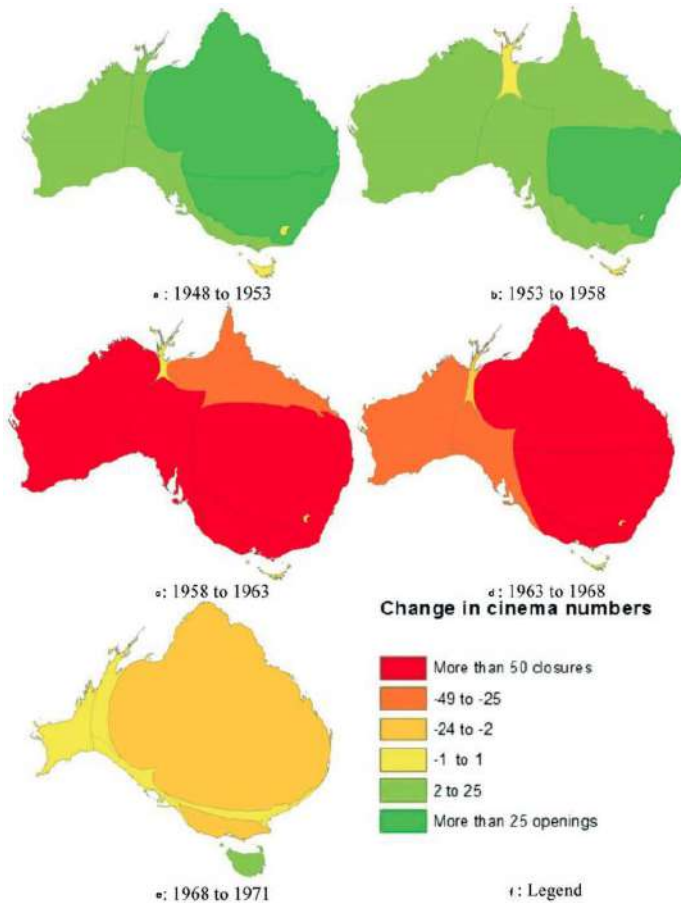 a: 1948 to 1953
b: 1953 to 1958
c: 1958 to 1963
d: 1963 to 1968
Change in cinema numbers
More than 50 closures
-49 to -25
-24 to -2
-1 to 1
2 to 25
More than 25 openings
e: 1968 to 1971
f: Legend